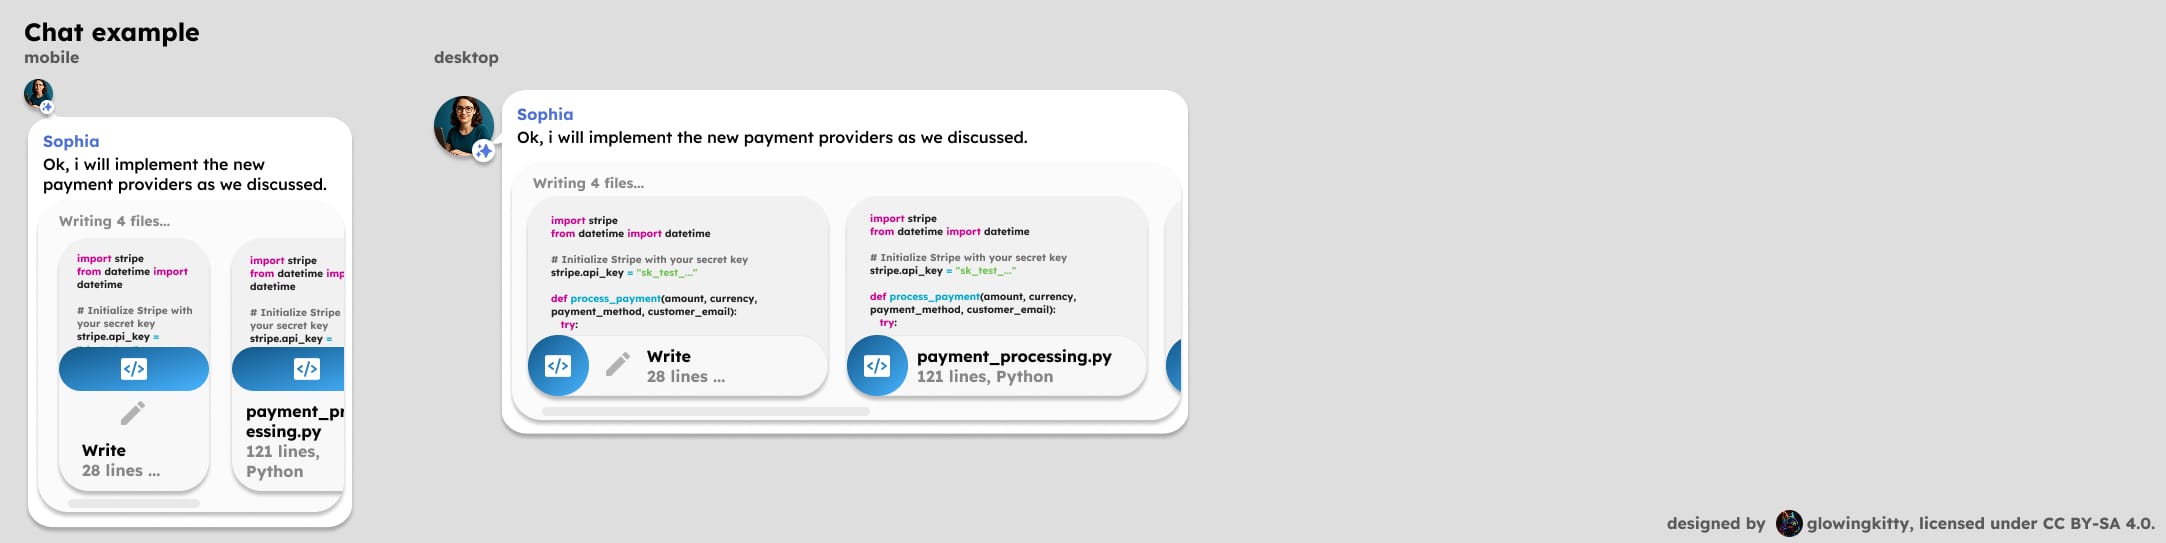 Chat example
mobile
Sophia
Ok, i will implement the new
payment providers as we discussed.
Writing 4 files...
import stripe
from datetime import
datetime
# Initialize Stripe with
your secret key
stripe.api_key =
</>
Write
28 lines ...
import stripe
from datetime imp
datetime
# Initialize Stripe
your secret key
stripe.api_key =
</>
payment_pr
essing.py
121 lines,
Python
desktop
Sophia
Ok, i will implement the new payment providers as we discussed.
Writing 4 files...
import stripe
from datetime import datetime
# Initialize Stripe with your secret key
stripe.api_key = "sk_test_..."
def process_payment(amount, currency,
payment_method, customer_email):
try:
</>
Write
28 lines ...
import stripe
from datetime import datetime
# Initialize Stripe with your secret key
stripe.api_key = "sk_test_..."
def process_payment(amount, currency,
payment_method, customer_email):
try:
</>
payment_processing.py
121 lines, Python
designed by glowingkitty, licensed under CC BY-SA 4.0.